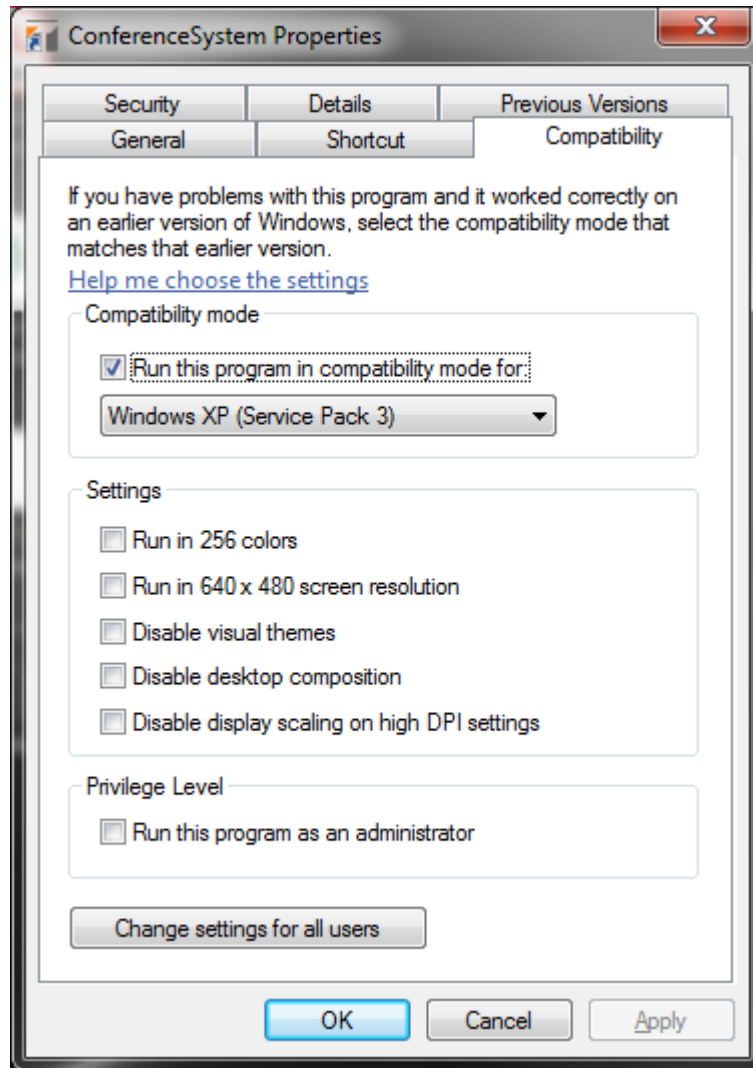 ConferenceSystem Properties
Security Details Previous Versions
General Shortcut Compatibility
If you have problems with this program and it worked correctly on
an earlier version of Windows, select the compatibility mode that
matches that earlier version.
Help me choose the settings
Compatibility mode
Run this program in compatibility mode for:
Windows XP (Service Pack 3)
Settings
Run in 256 colors
Run in 640 x 480 screen resolution
Disable visual themes
Disable desktop composition
Disable display scaling on high DPI settings
Privilege Level
Run this program as an administrator
Change settings for all users
OK Cancel Apply